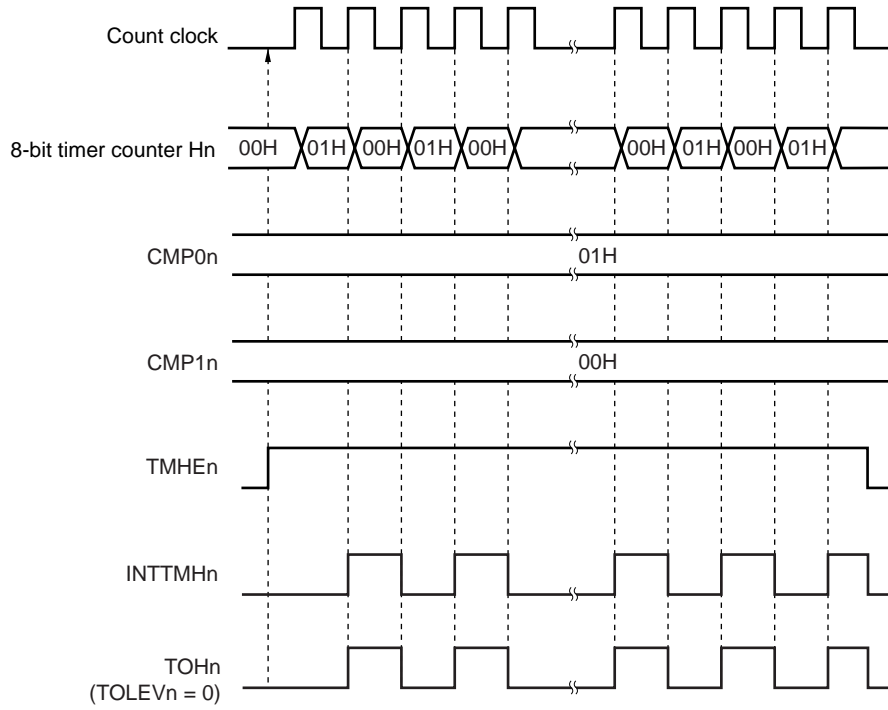 Count clock
8-bit timer counter Hn 00H 01H 00H 01H 00H 00H 01H 00H 01H
CMP0n 01H
CMP1n 00H
TMHEn
INTTMHn
TOHn
(TOLEVn = 0)